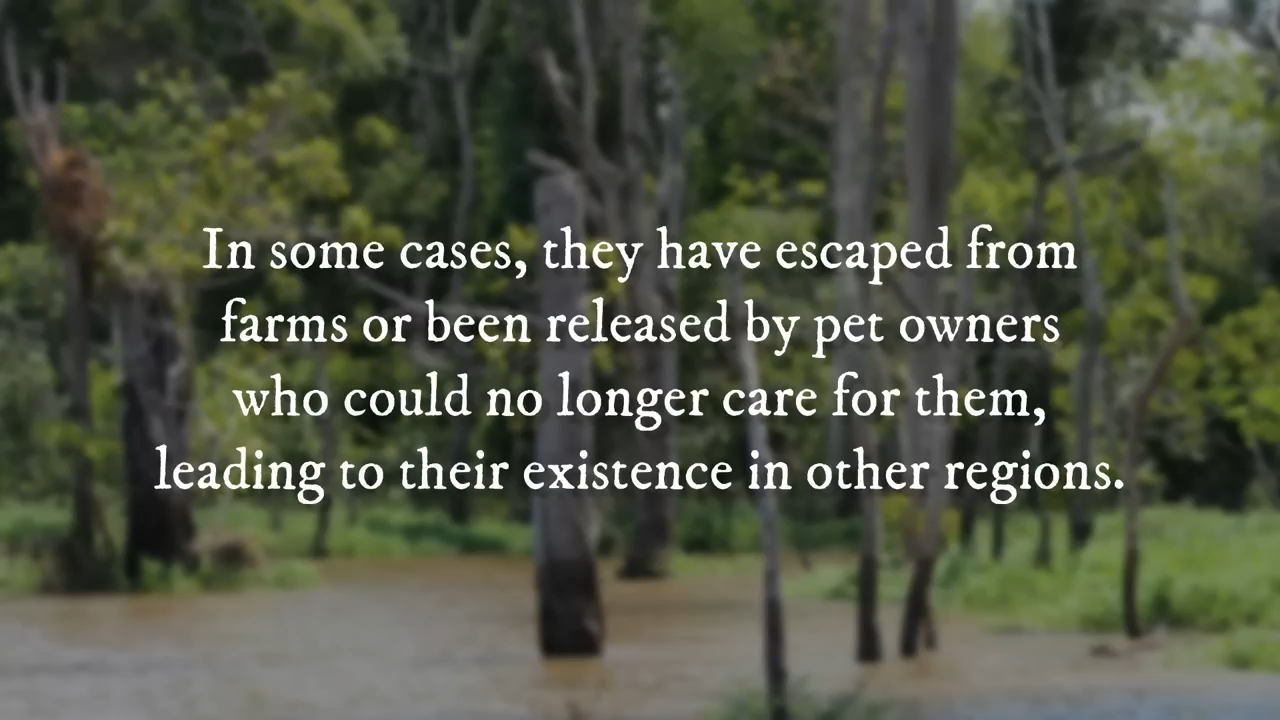 In some cases, they have escaped from
farms or been released by pet owners
who could no longer care for them,
leading to their existence in other regions.